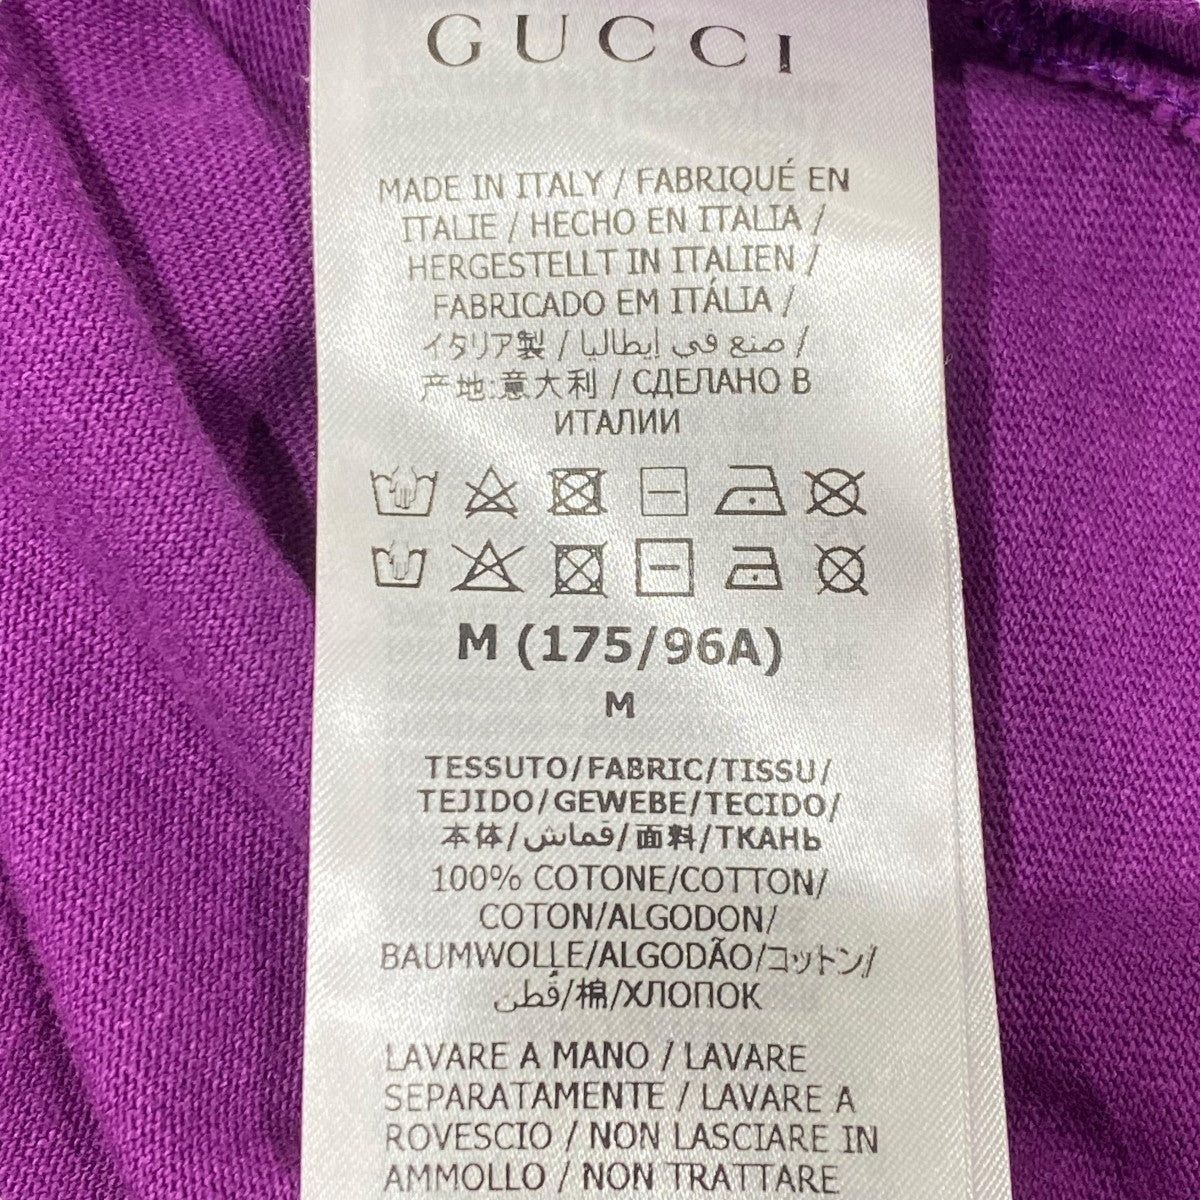 GUCCI
MADE IN ITALY / FABRIQUÉ EN
ITALIE / HECHO EN ITALIA /
HERGESTELLT IN ITALIEN /
FABRICADO EM ITÁLIA /
イタリア製 / صنع في إيطاليا /
产地:意大利 / СДЕЛАНО В
ИТАЛИИ
M (175/96A)
M
TESSUTO/FABRIC/TISSU/
TEJIDO/GEWEBE/TECIDO/
本体/قماش/面料/ТКАНЬ
100% COTONE/COTTON/
COTON/ALGODON/
BAUMWOLLE/ALGODÃO/コットン/
قطن/棉/ХЛОПОК
LAVARE A MANO / LAVARE
SEPARATAMENTE / LAVARE A
ROVESCIO / NON LASCIARE IN
AMMOLLO / NON TRATTARE